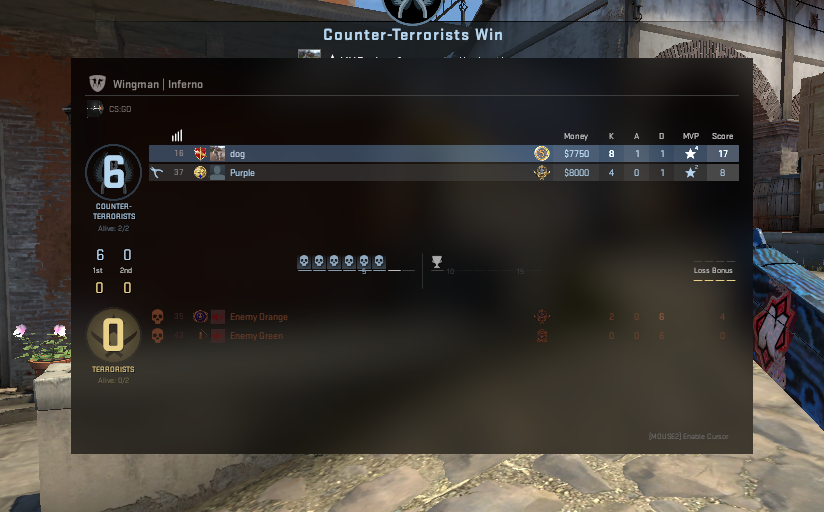 Counter-Terrorists Win
Wingman | Inferno
CS:GO
Money K A D MVP Score
16 dog $7750 8 1 1 4 17
37 Purple $8000 4 0 1 2 8
6
COUNTER-
TERRORISTS
Alive: 2/2
6 0
1st 2nd
0 0
5 10 15
Loss Bonus
0
TERRORISTS
Alive: 0/2
35 Enemy Orange 2 0 6 4
Enemy Green 0 0 6 0
[MOUSE2] Enable Cursor